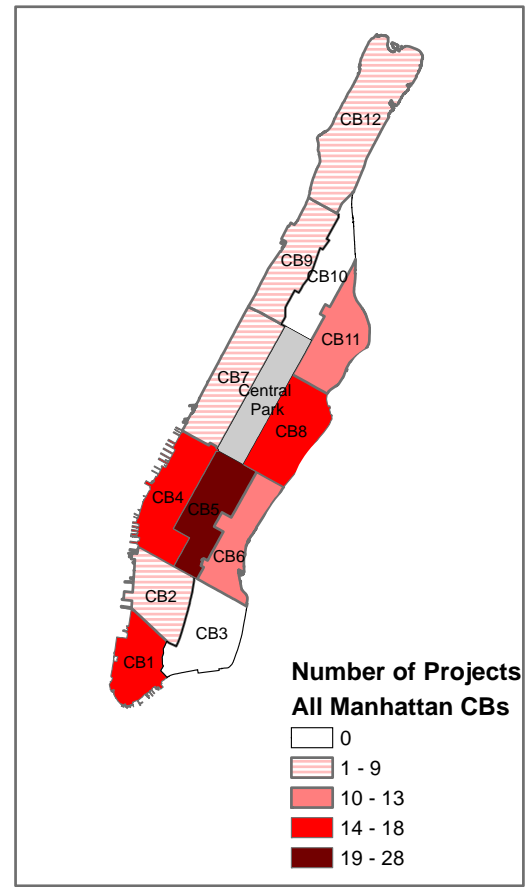 CB12
CB9
CB10
CB11
CB7
Central
Park
CB8
CB4
CB5
CB6
CB2
CB3
CB1
Number of Projects
All Manhattan CBs
0
1 - 9
10 - 13
14 - 18
19 - 28